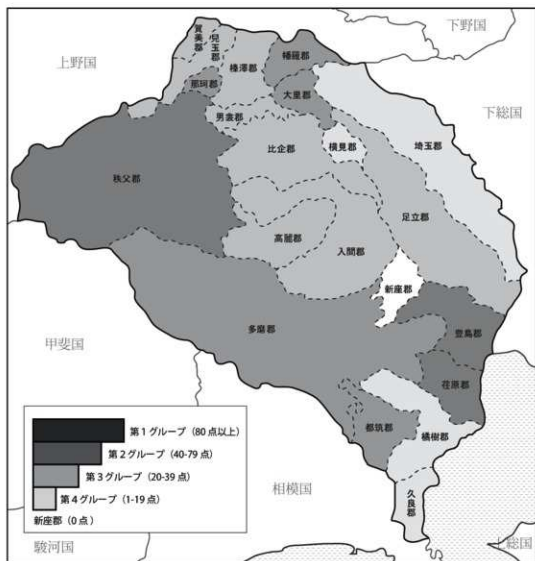 上野国
下野国
下総国
賀美郡
児玉郡
榛澤郡
幡羅郡
那珂郡
大里郡
男衾郡
比企郡
横見郡
埼玉郡
秩父郡
足立郡
高麗郡
入間郡
新座郡
多磨郡
豊島郡
甲斐国
荏原郡
都筑郡
橘樹郡
久良郡
第1グループ(80点以上)
第2グループ(40-79点)
第3グループ(20-39点)
第4グループ(1-19点)
新座郡(0点)
相模国
駿河国
上総国